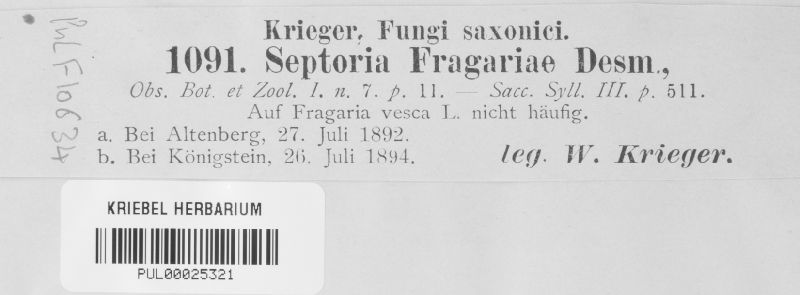 Krieger, Fungi saxonici.
1091. Septoria Fragariae Desm.,
Obs. Bot. et Zool. I. n. 7. p. 11. — Sacc. Syll. III. p. 511.
Auf Fragaria vesca L. nicht häufig.
a. Bei Altenberg, 27. Juli 1892.
b. Bei Königstein, 26. Juli 1894.
leg. W. Krieger.
PUL F10634
KRIEBEL HERBARIUM
PUL00025321